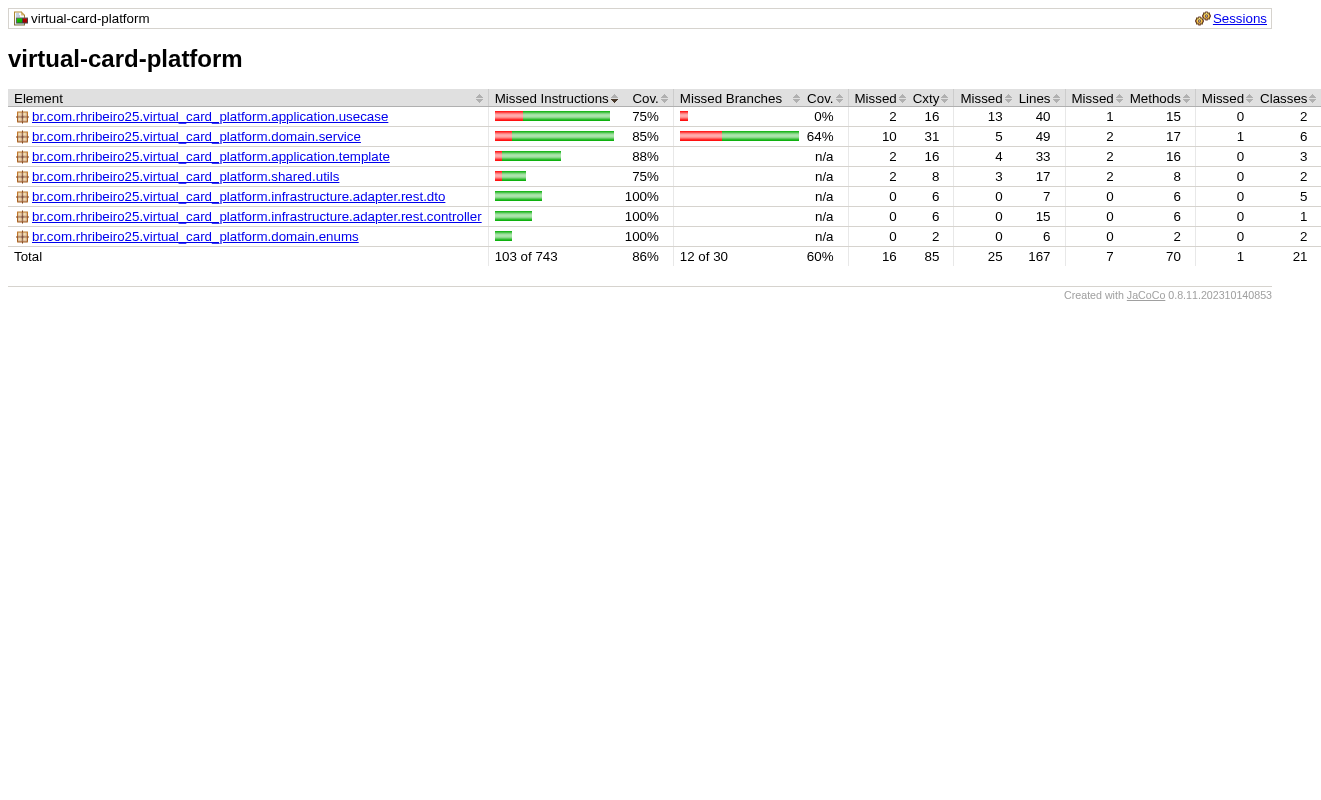 virtual-card-platform Sessions
virtual-card-platform
Element Missed Instructions Cov. Missed Branches Cov. Missed Cxty Missed Lines Missed Methods Missed Classes
br.com.rhribeiro25.virtual_card_platform.application.usecase 75% 0% 2 16 13 40 1 15 0 2
br.com.rhribeiro25.virtual_card_platform.domain.service 85% 64% 10 31 5 49 2 17 1 6
br.com.rhribeiro25.virtual_card_platform.application.template 88% n/a 2 16 4 33 2 16 0 3
br.com.rhribeiro25.virtual_card_platform.shared.utils 75% n/a 2 8 3 17 2 8 0 2
br.com.rhribeiro25.virtual_card_platform.infrastructure.adapter.rest.dto 100% n/a 0 6 0 7 0 6 0 5
br.com.rhribeiro25.virtual_card_platform.infrastructure.adapter.rest.controller 100% n/a 0 6 0 15 0 6 0 1
br.com.rhribeiro25.virtual_card_platform.domain.enums 100% n/a 0 2 0 6 0 2 0 2
Total 103 of 743 86% 12 of 30 60% 16 85 25 167 7 70 1 21
Created with JaCoCo 0.8.11.202310140853